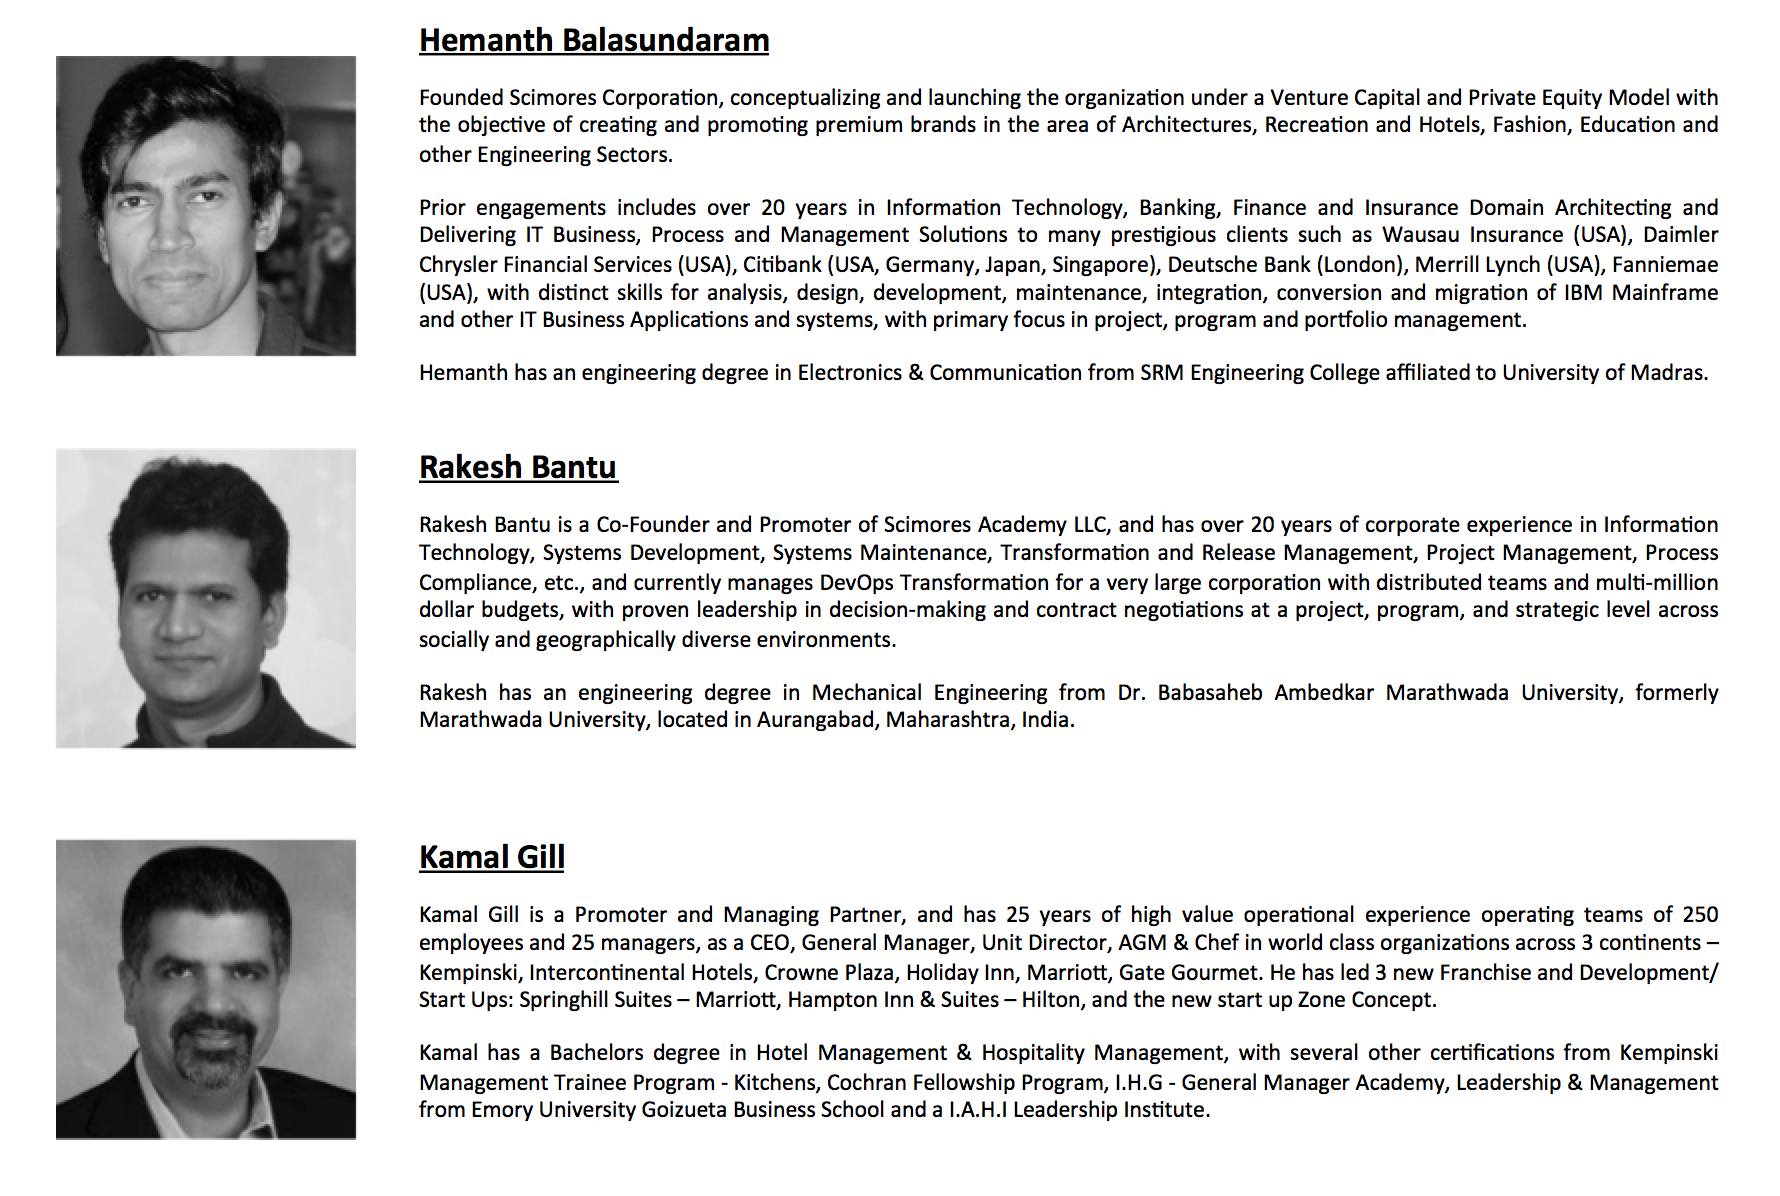 Hemanth Balasundaram
Founded Scimores Corporation, conceptualizing and launching the organization under a Venture Capital and Private Equity Model with
the objective of creating and promoting premium brands in the area of Architectures, Recreation and Hotels, Fashion, Education and
other Engineering Sectors.
Prior engagements includes over 20 years in Information Technology, Banking, Finance and Insurance Domain Architecting and
Delivering IT Business, Process and Management Solutions to many prestigious clients such as Wausau Insurance (USA), Daimler
Chrysler Financial Services (USA), Citibank (USA, Germany, Japan, Singapore), Deutsche Bank (London), Merrill Lynch (USA), Fanniemae
(USA), with distinct skills for analysis, design, development, maintenance, integration, conversion and migration of IBM Mainframe
and other IT Business Applications and systems, with primary focus in project, program and portfolio management.
Hemanth has an engineering degree in Electronics & Communication from SRM Engineering College affiliated to University of Madras.
Rakesh Bantu
Rakesh Bantu is a Co-Founder and Promoter of Scimores Academy LLC, and has over 20 years of corporate experience in Information
Technology, Systems Development, Systems Maintenance, Transformation and Release Management, Project Management, Process
Compliance, etc., and currently manages DevOps Transformation for a very large corporation with distributed teams and multi-million
dollar budgets, with proven leadership in decision-making and contract negotiations at a project, program, and strategic level across
socially and geographically diverse environments.
Rakesh has an engineering degree in Mechanical Engineering from Dr. Babasaheb Ambedkar Marathwada University, formerly
Marathwada University, located in Aurangabad, Maharashtra, India.
Kamal Gill
Kamal Gill is a Promoter and Managing Partner, and has 25 years of high value operational experience operating teams of 250
employees and 25 managers, as a CEO, General Manager, Unit Director, AGM & Chef in world class organizations across 3 continents –
Kempinski, Intercontinental Hotels, Crowne Plaza, Holiday Inn, Marriott, Gate Gourmet. He has led 3 new Franchise and Development/
Start Ups: Springhill Suites – Marriott, Hampton Inn & Suites – Hilton, and the new start up Zone Concept.
Kamal has a Bachelors degree in Hotel Management & Hospitality Management, with several other certifications from Kempinski
Management Trainee Program - Kitchens, Cochran Fellowship Program, I.H.G - General Manager Academy, Leadership & Management
from Emory University Goizueta Business School and a I.A.H.I Leadership Institute.